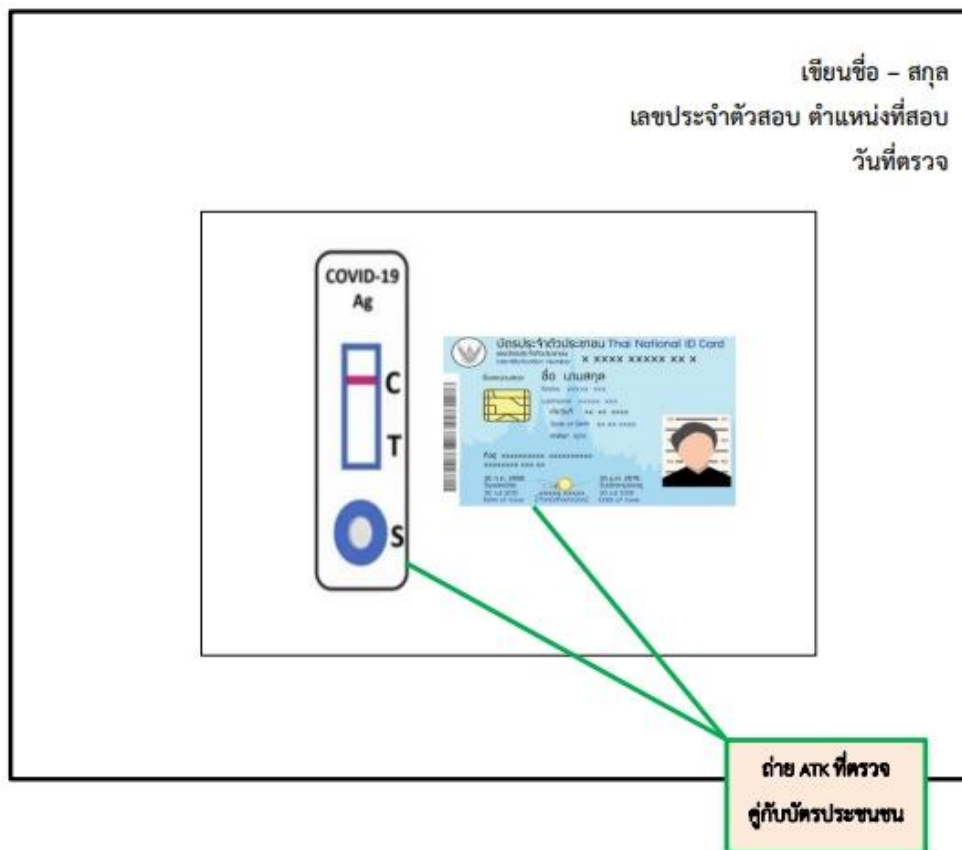 เขียนชื่อ – สกุล
เลขประจำตัวสอบ ตำแหน่งที่สอบ
วันที่ตรวจ
COVID-19
Ag
C
T
S
บัตรประจำตัวประชาชน Thai National ID Card
x xxxx xxxxx xx x
ชื่อ นามสกุล
ถ่าย ATK ที่ตรวจ
คู่กับบัตรประชนชน